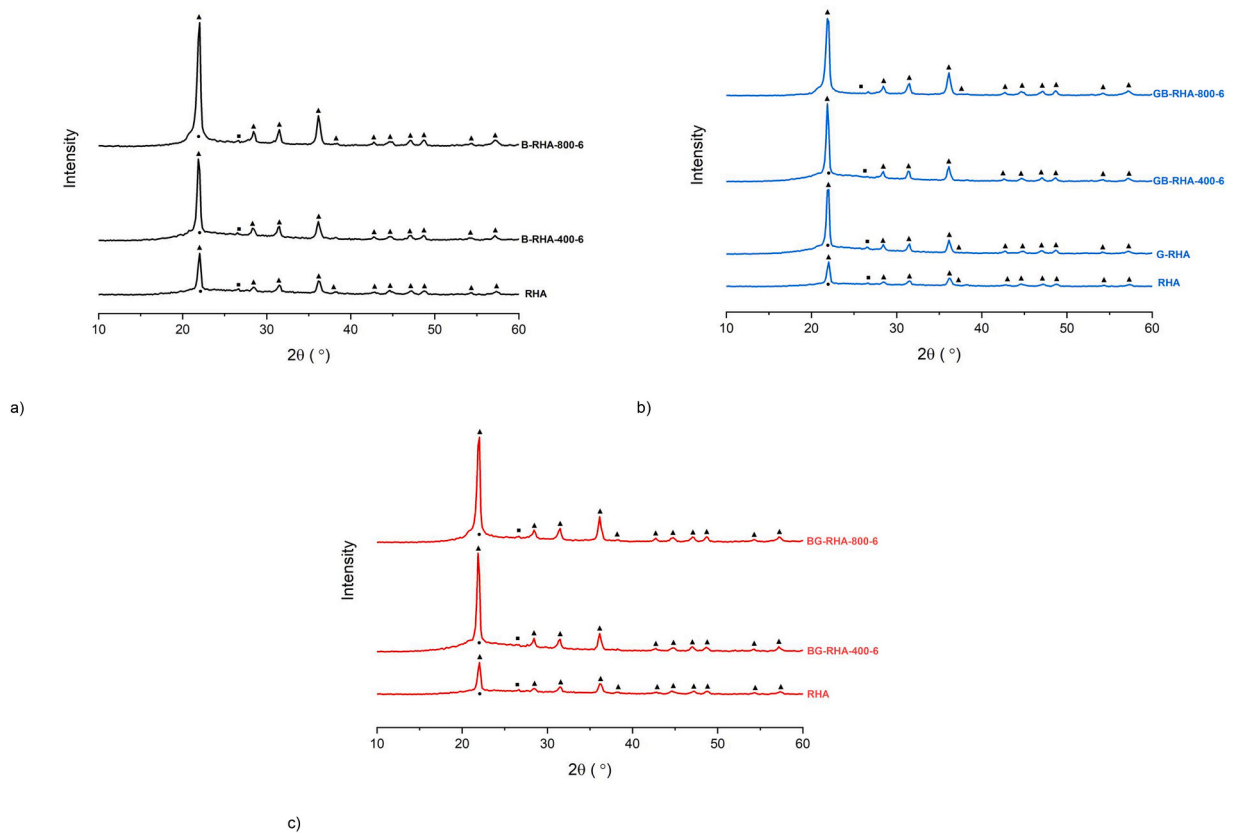 Intensity
B-RHA-800-6
B-RHA-400-6
RHA
10 20 30 40 50 60
2θ ( °)
a)
Intensity
GB-RHA-800-6
GB-RHA-400-6
G-RHA
RHA
10 20 30 40 50 60
2θ ( °)
b)
Intensity
BG-RHA-800-6
BG-RHA-400-6
RHA
10 20 30 40 50 60
2θ ( °)
c)